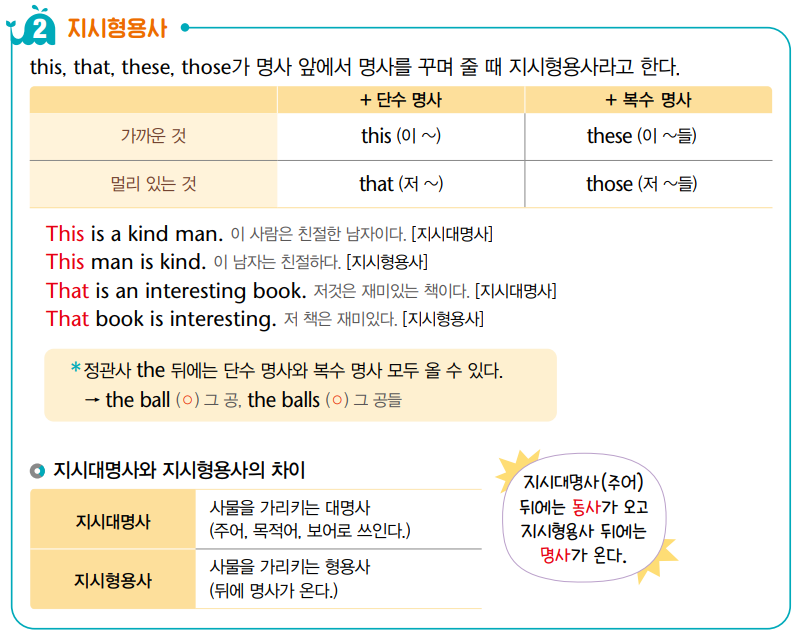 2 지시형용사
this, that, these, those가 명사 앞에서 명사를 꾸며 줄 때 지시형용사라고 한다.
+ 단수 명사 + 복수 명사
가까운 것 this (이 ~) these (이 ~들)
멀리 있는 것 that (저 ~) those (저 ~들)
This is a kind man. 이 사람은 친절한 남자이다. [지시대명사]
This man is kind. 이 남자는 친절하다. [지시형용사]
That is an interesting book. 저것은 재미있는 책이다. [지시대명사]
That book is interesting. 저 책은 재미있다. [지시형용사]
*정관사 the 뒤에는 단수 명사와 복수 명사 모두 올 수 있다.
→ the ball (○) 그 공, the balls (○) 그 공들
지시대명사와 지시형용사의 차이
지시대명사 사물을 가리키는 대명사
(주어, 목적어, 보어로 쓰인다.)
지시형용사 사물을 가리키는 형용사
(뒤에 명사가 온다.)
지시대명사(주어)
뒤에는 동사가 오고
지시형용사 뒤에는
명사가 온다.